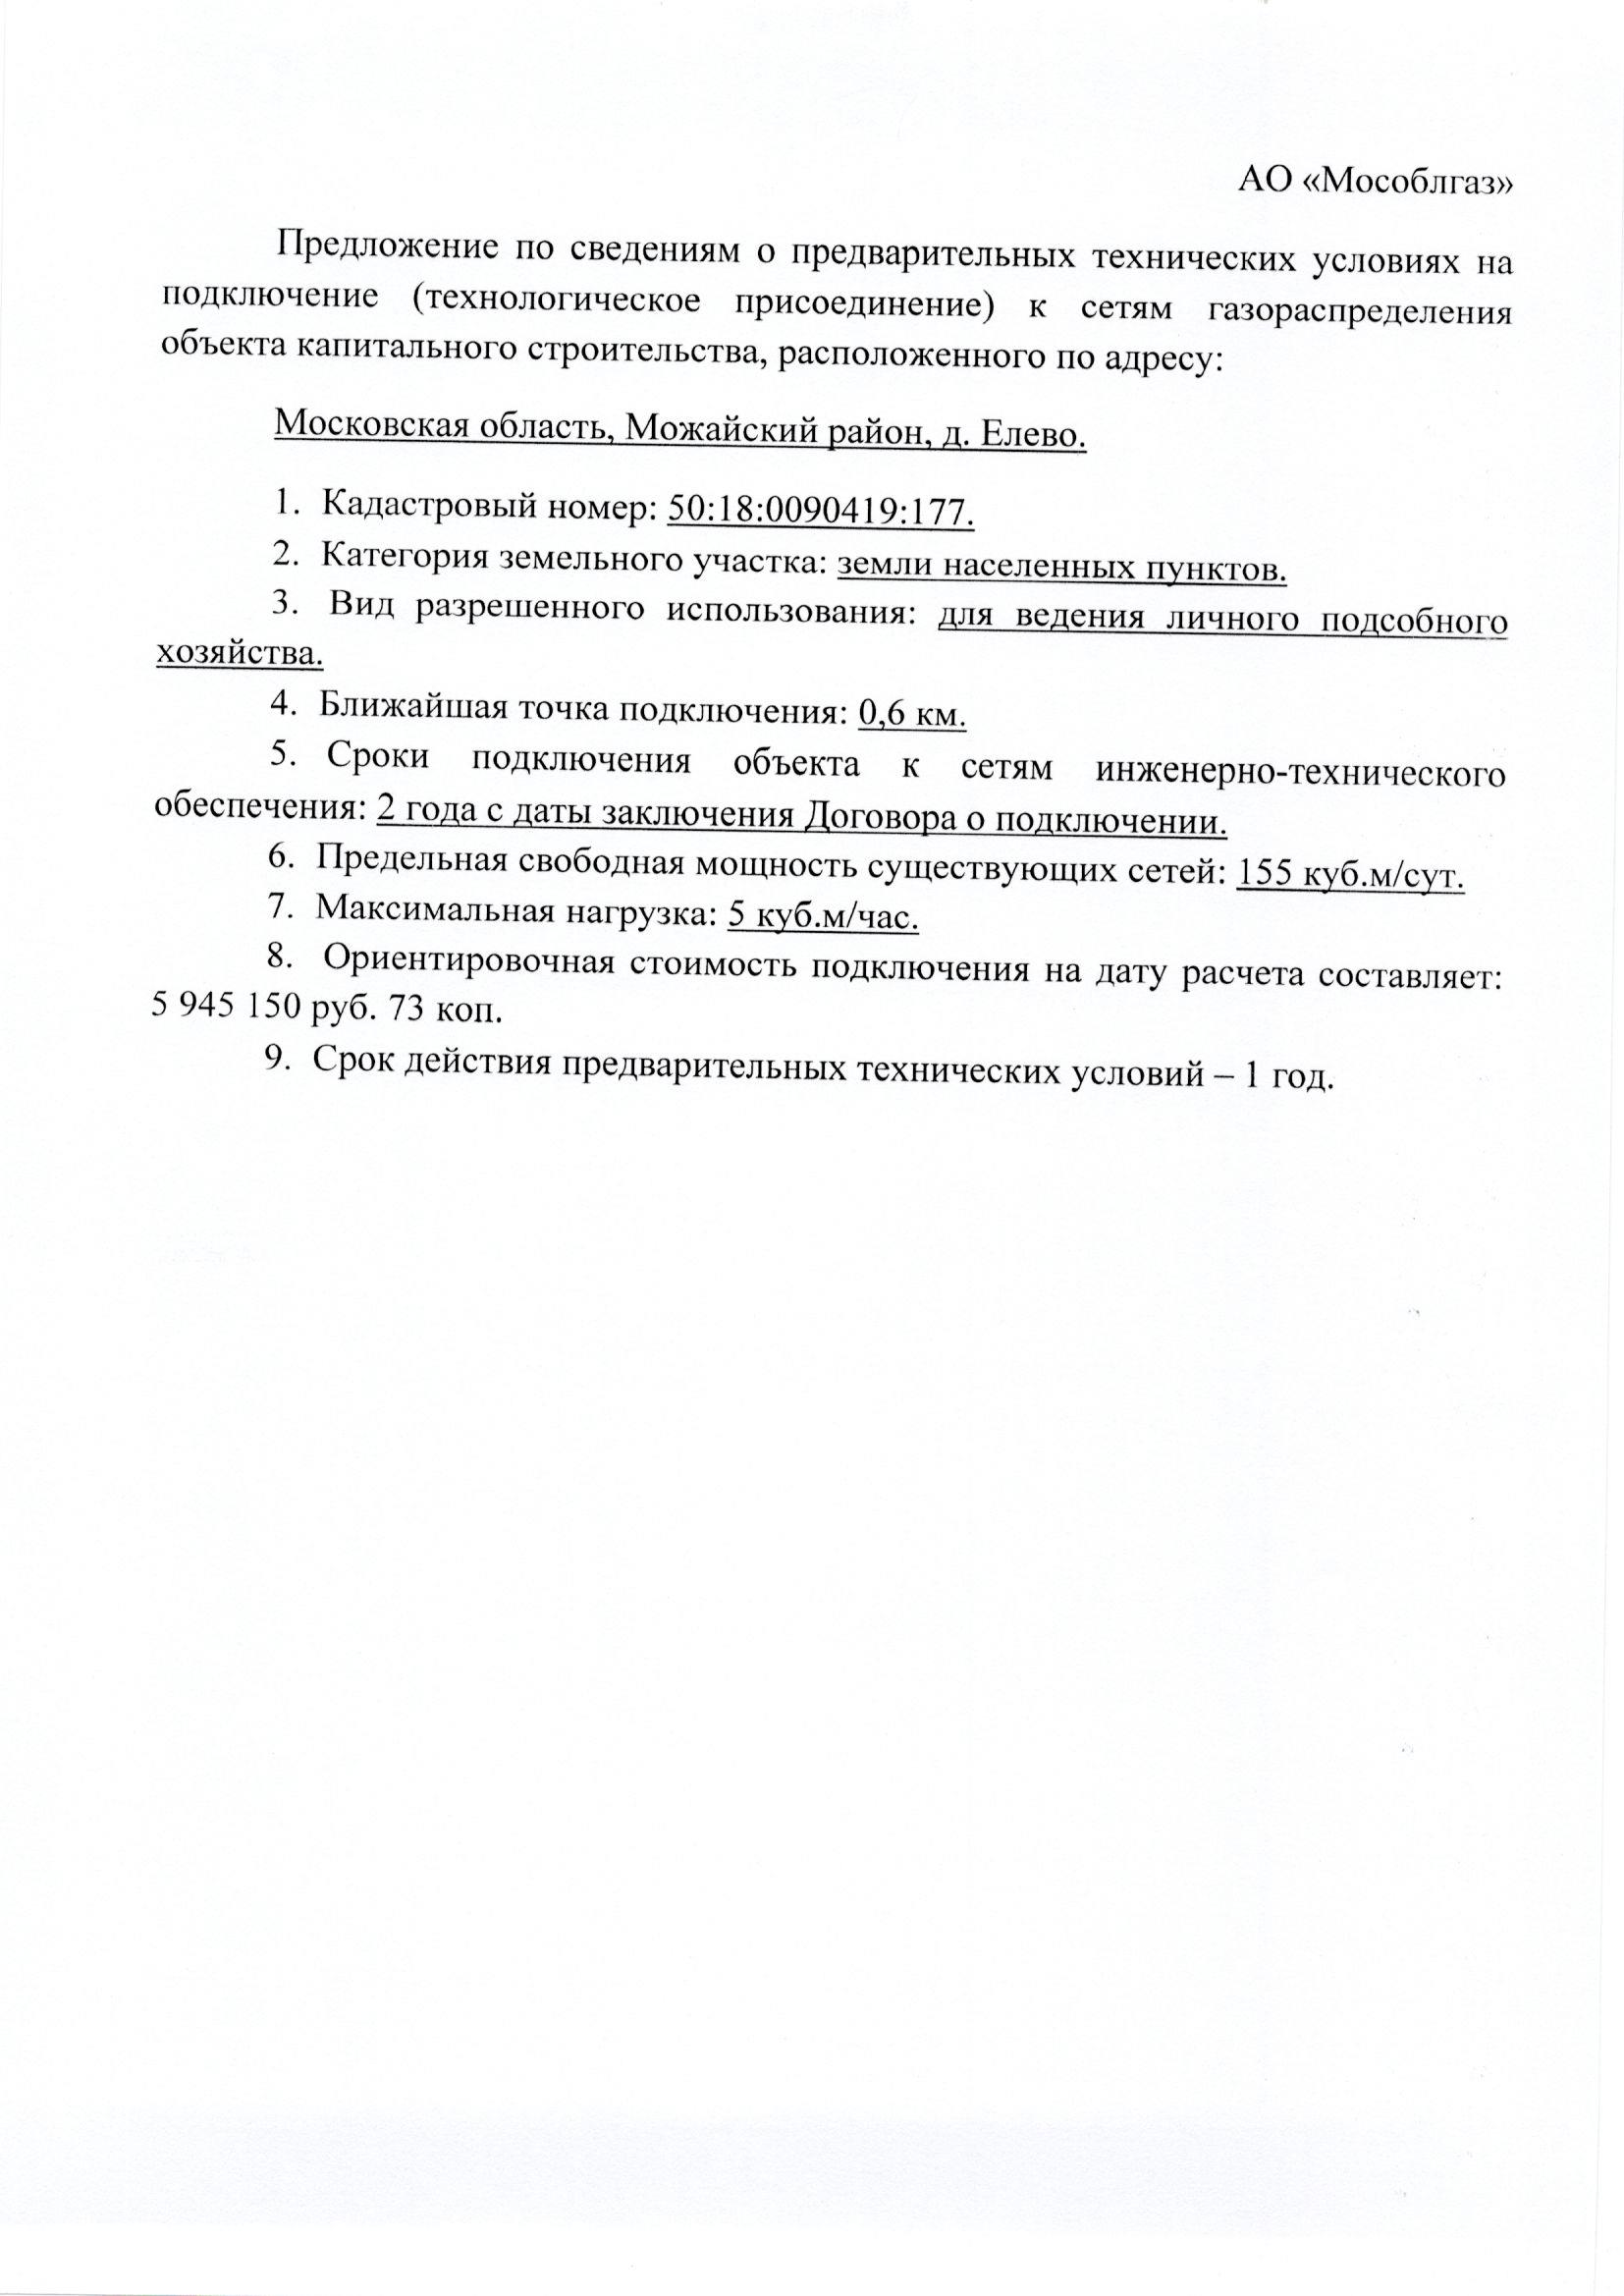 АО «Мособлгаз»
Предложение по сведениям о предварительных технических условиях на
подключение (технологическое присоединение) к сетям газораспределения
объекта капитального строительства, расположенного по адресу:
Московская область, Можайский район, д. Елево.
1. Кадастровый номер: 50:18:0090419:177.
2. Категория земельного участка: земли населенных пунктов.
3. Вид разрешенного использования: для ведения личного подсобного
хозяйства.
4. Ближайшая точка подключения: 0,6 км.
5. Сроки подключения объекта к сетям инженерно-технического
обеспечения: 2 года с даты заключения Договора о подключении.
6. Предельная свободная мощность существующих сетей: 155 куб.м/сут.
7. Максимальная нагрузка: 5 куб.м/час.
8. Ориентировочная стоимость подключения на дату расчета составляет:
5 945 150 руб. 73 коп.
9. Срок действия предварительных технических условий – 1 год.